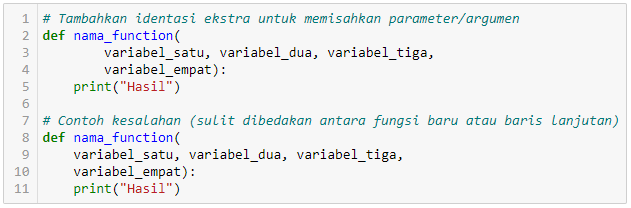 1 # Tambahkan identasi ekstra untuk memisahkan parameter/argumen
2 def nama_function(
3         variabel_satu, variabel_dua, variabel_tiga,
4         variabel_empat):
5     print("Hasil")
6
7 # Contoh kesalahan (sulit dibedakan antara fungsi baru atau baris lanjutan)
8 def nama_function(
9     variabel_satu, variabel_dua, variabel_tiga,
10     variabel_empat):
11     print("Hasil")